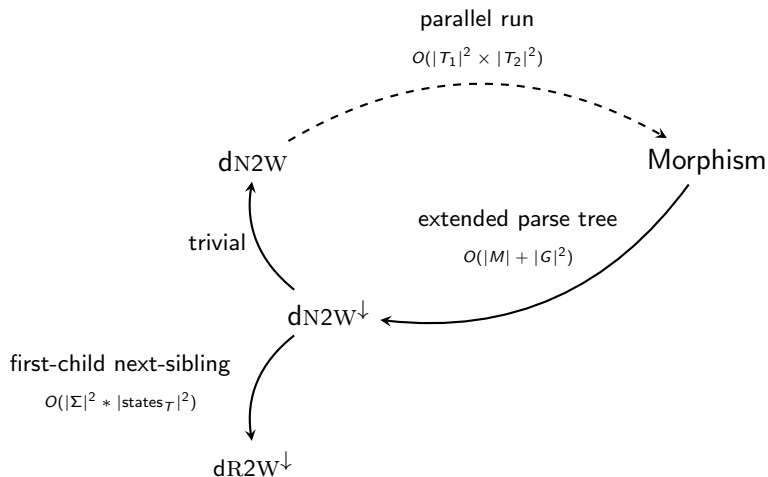 parallel run
O(|T₁|² × |T₂|²)
dN2W
Morphism
extended parse tree
O(|M| + |G|²)
trivial
dN2W↓
first-child next-sibling
O(|Σ|² ∗ |states_T|²)
dR2W↓